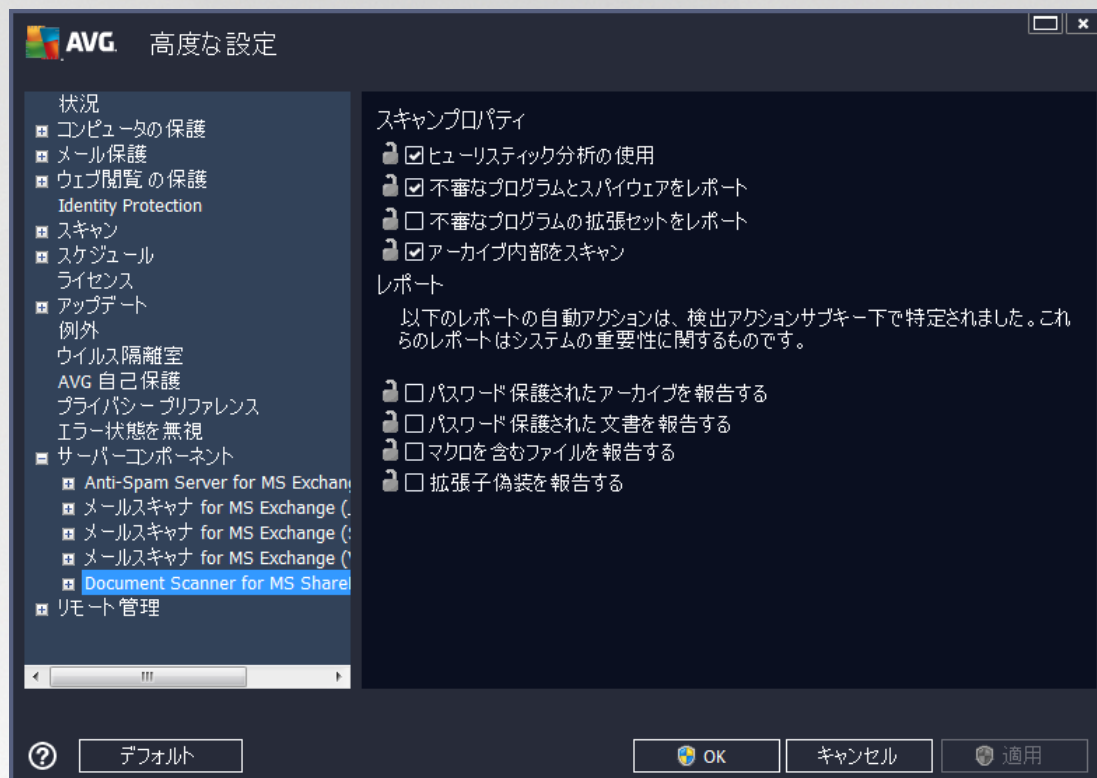 AVG. 高度な設定
状況
コンピュータの保護
メール保護
ウェブ閲覧 の保護
Identity Protection
スキャン
スケジュール
ライセンス
アップデート
例外
ウイルス隔離室
AVG 自己保護
プライバシー プリファレンス
エラー状態を無視
サーバーコンポーネント
Anti-Spam Server for MS Exchan
メールスキャナ for MS Exchange (
メールスキャナ for MS Exchange (
メールスキャナ for MS Exchange (
Document Scanner for MS Share
リモート管理
スキャンプロパティ
ヒューリスティック分析の使用
不審なプログラムとスパイウェアをレポート
不審なプログラムの拡張セットをレポート
アーカイブ内部をスキャン
レポート
以下のレポートの自動アクションは、検出アクションサブキー下で特定されました。これ
らのレポートはシステムの重要性に関するものです。
パスワード保護されたアーカイブを報告する
パスワード保護された文書を報告する
マクロを含むファイルを報告する
拡張子偽装を報告する
デフォルト
OK
キャンセル
適用